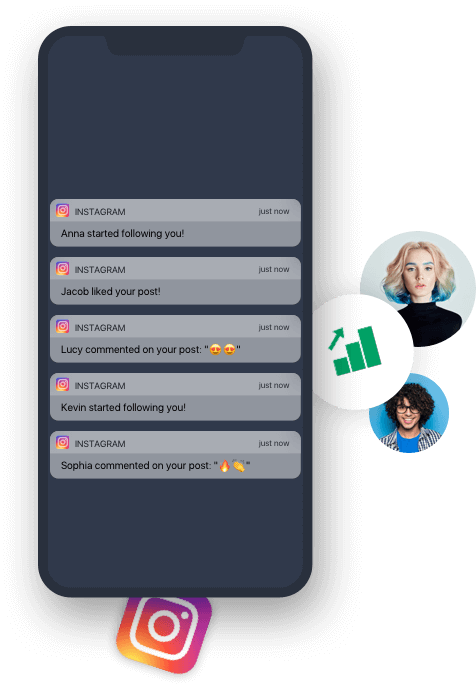 INSTAGRAM just now
Anna started following you!
INSTAGRAM just now
Jacob liked your post!
INSTAGRAM just now
Lucy commented on your post: "😍😍"
INSTAGRAM just now
Kevin started following you!
INSTAGRAM just now
Sophia commented on your post: "🔥👏"